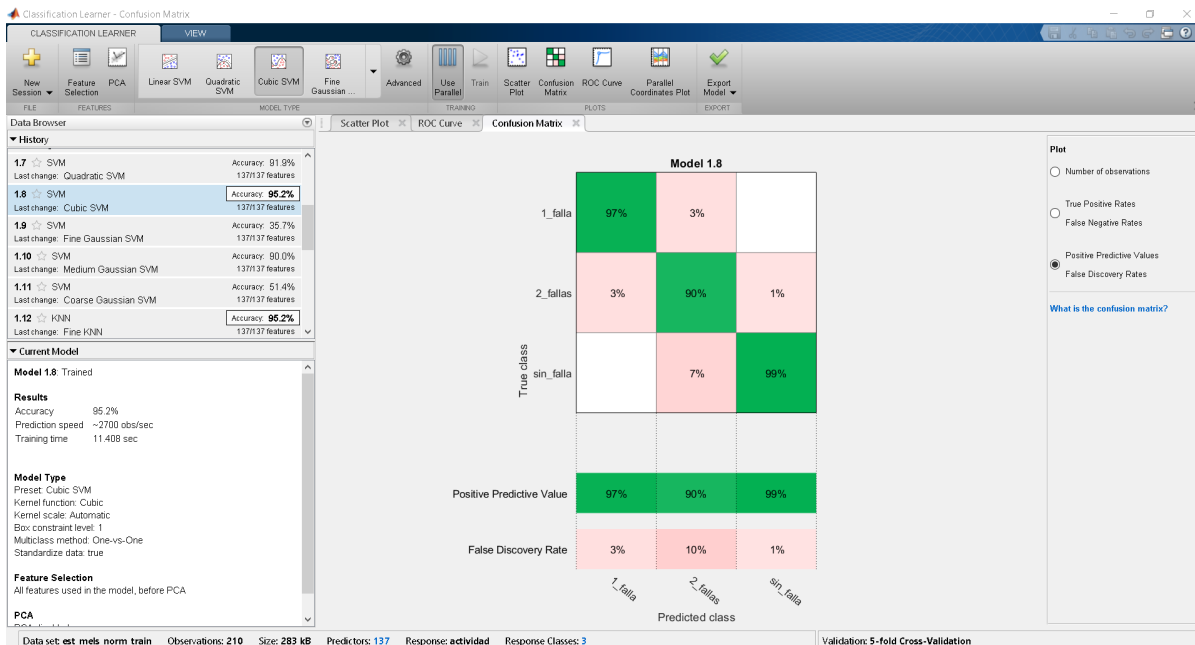 Classification Learner - Confusion Matrix
CLASSIFICATION LEARNER VIEW
New Session
Feature Selection
PCA
Linear SVM
Quadratic SVM
Cubic SVM
Fine Gaussian ...
Advanced
Use Parallel
Train
Scatter Plot
Confusion Matrix
ROC Curve
Parallel Coordinates Plot
Export Model
FILE FEATURES MODEL TYPE TRAINING PLOTS EXPORT
Data Browser
History
1.7 SVM Accuracy: 91.9%
Last change: Quadratic SVM 137/137 features
1.8 SVM Accuracy: 95.2%
Last change: Cubic SVM 137/137 features
1.9 SVM Accuracy: 35.7%
Last change: Fine Gaussian SVM 137/137 features
1.10 SVM Accuracy: 90.0%
Last change: Medium Gaussian SVM 137/137 features
1.11 SVM Accuracy: 51.4%
Last change: Coarse Gaussian SVM 137/137 features
1.12 KNN Accuracy: 95.2%
Last change: Fine KNN 137/137 features
Current Model
Model 1.8: Trained
Results
Accuracy 95.2%
Prediction speed ~2700 obs/sec
Training time 11.408 sec
Model Type
Preset: Cubic SVM
Kernel function: Cubic
Kernel scale: Automatic
Box constraint level: 1
Multiclass method: One-vs-One
Standardize data: true
Feature Selection
All features used in the model, before PCA
PCA
Scatter Plot ROC Curve Confusion Matrix
Model 1.8
1_falla 97% 3%
2_fallas 3% 90% 1%
True class
sin_falla 7% 99%
Positive Predictive Value 97% 90% 99%
False Discovery Rate 3% 10% 1%
1_falla 2_fallas sin_falla
Predicted class
Plot
Number of observations
True Positive Rates
False Negative Rates
Positive Predictive Values
False Discovery Rates
What is the confusion matrix?
Data set: est_mels_norm_train Observations: 210 Size: 283 kB Predictors: 137 Response: actividad Response Classes: 3 Validation: 5-fold Cross-Validation